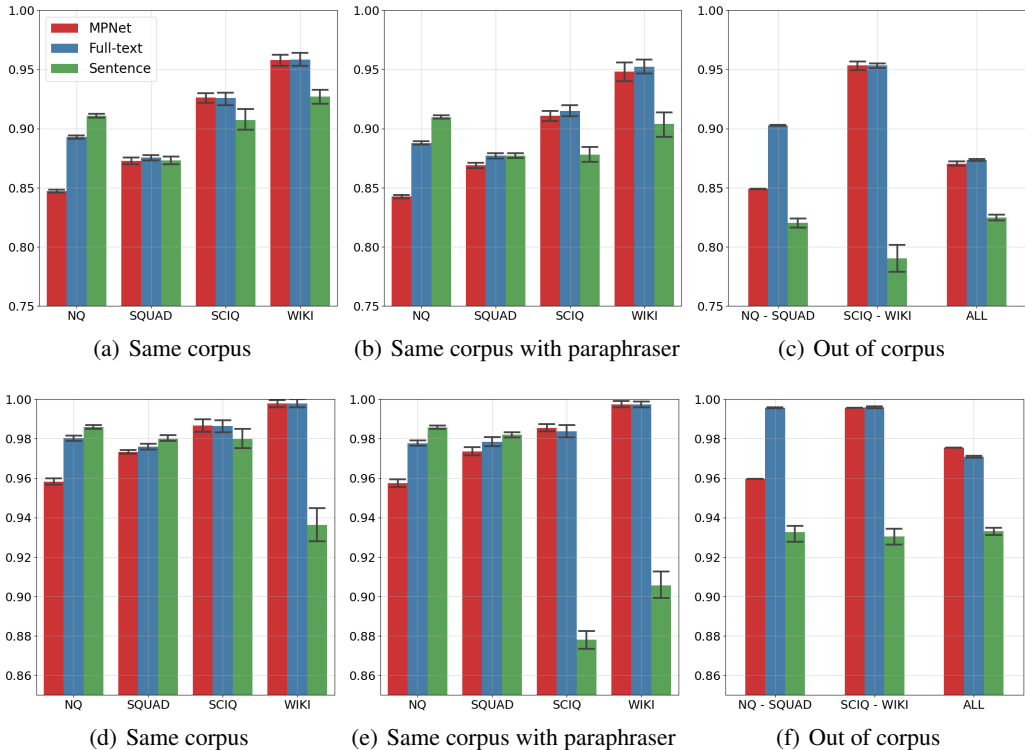 1.00
0.95
0.90
0.85
0.80
0.75
MPNet
Full-text
Sentence
NQ SQUAD SCIQ WIKI
(a) Same corpus
1.00
0.95
0.90
0.85
0.80
0.75
NQ SQUAD SCIQ WIKI
(b) Same corpus with paraphraser
1.00
0.95
0.90
0.85
0.80
0.75
NQ - SQUAD SCIQ - WIKI ALL
(c) Out of corpus
1.00
0.98
0.96
0.94
0.92
0.90
0.88
0.86
NQ SQUAD SCIQ WIKI
(d) Same corpus
1.00
0.98
0.96
0.94
0.92
0.90
0.88
0.86
NQ SQUAD SCIQ WIKI
(e) Same corpus with paraphraser
1.00
0.98
0.96
0.94
0.92
0.90
0.88
0.86
NQ - SQUAD SCIQ - WIKI ALL
(f) Out of corpus